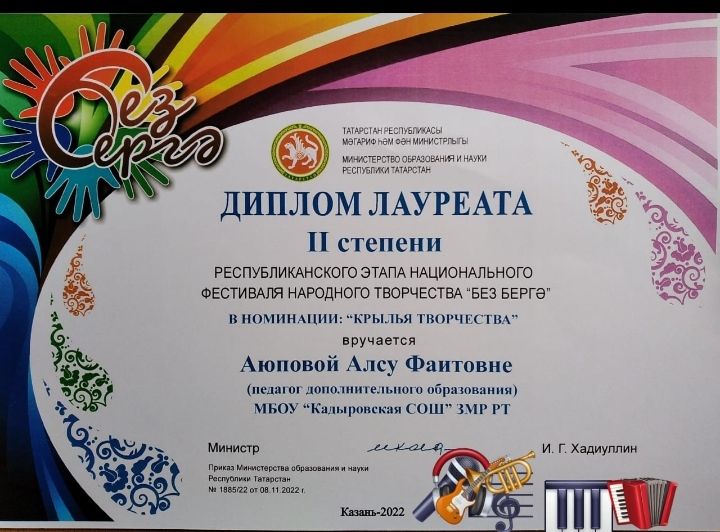 Без
бергә
ТАТАРСТАН РЕСПУБЛИКАСЫ
МӘГАРИФ ҺӘМ ФӘН МИНИСТРЛЫГЫ
МИНИСТЕРСТВО ОБРАЗОВАНИЯ И НАУКИ
РЕСПУБЛИКИ ТАТАРСТАН
ДИПЛОМ ЛАУРЕАТА
II степени
РЕСПУБЛИКАНСКОГО ЭТАПА НАЦИОНАЛЬНОГО
ФЕСТИВАЛЯ НАРОДНОГО ТВОРЧЕСТВА “БЕЗ БЕРГӘ”
В НОМИНАЦИИ: “КРЫЛЬЯ ТВОРЧЕСТВА”
вручается
Аюповой Алсу Фаитовне
(педагог дополнительного образования)
МБОУ “Кадыровская СОШ” ЗМР РТ
Министр И. Г. Хадиуллин
Приказ Министерства образования и науки
Республики Татарстан
№ 1885/22 от 08.11.2022 г.
Казань-2022